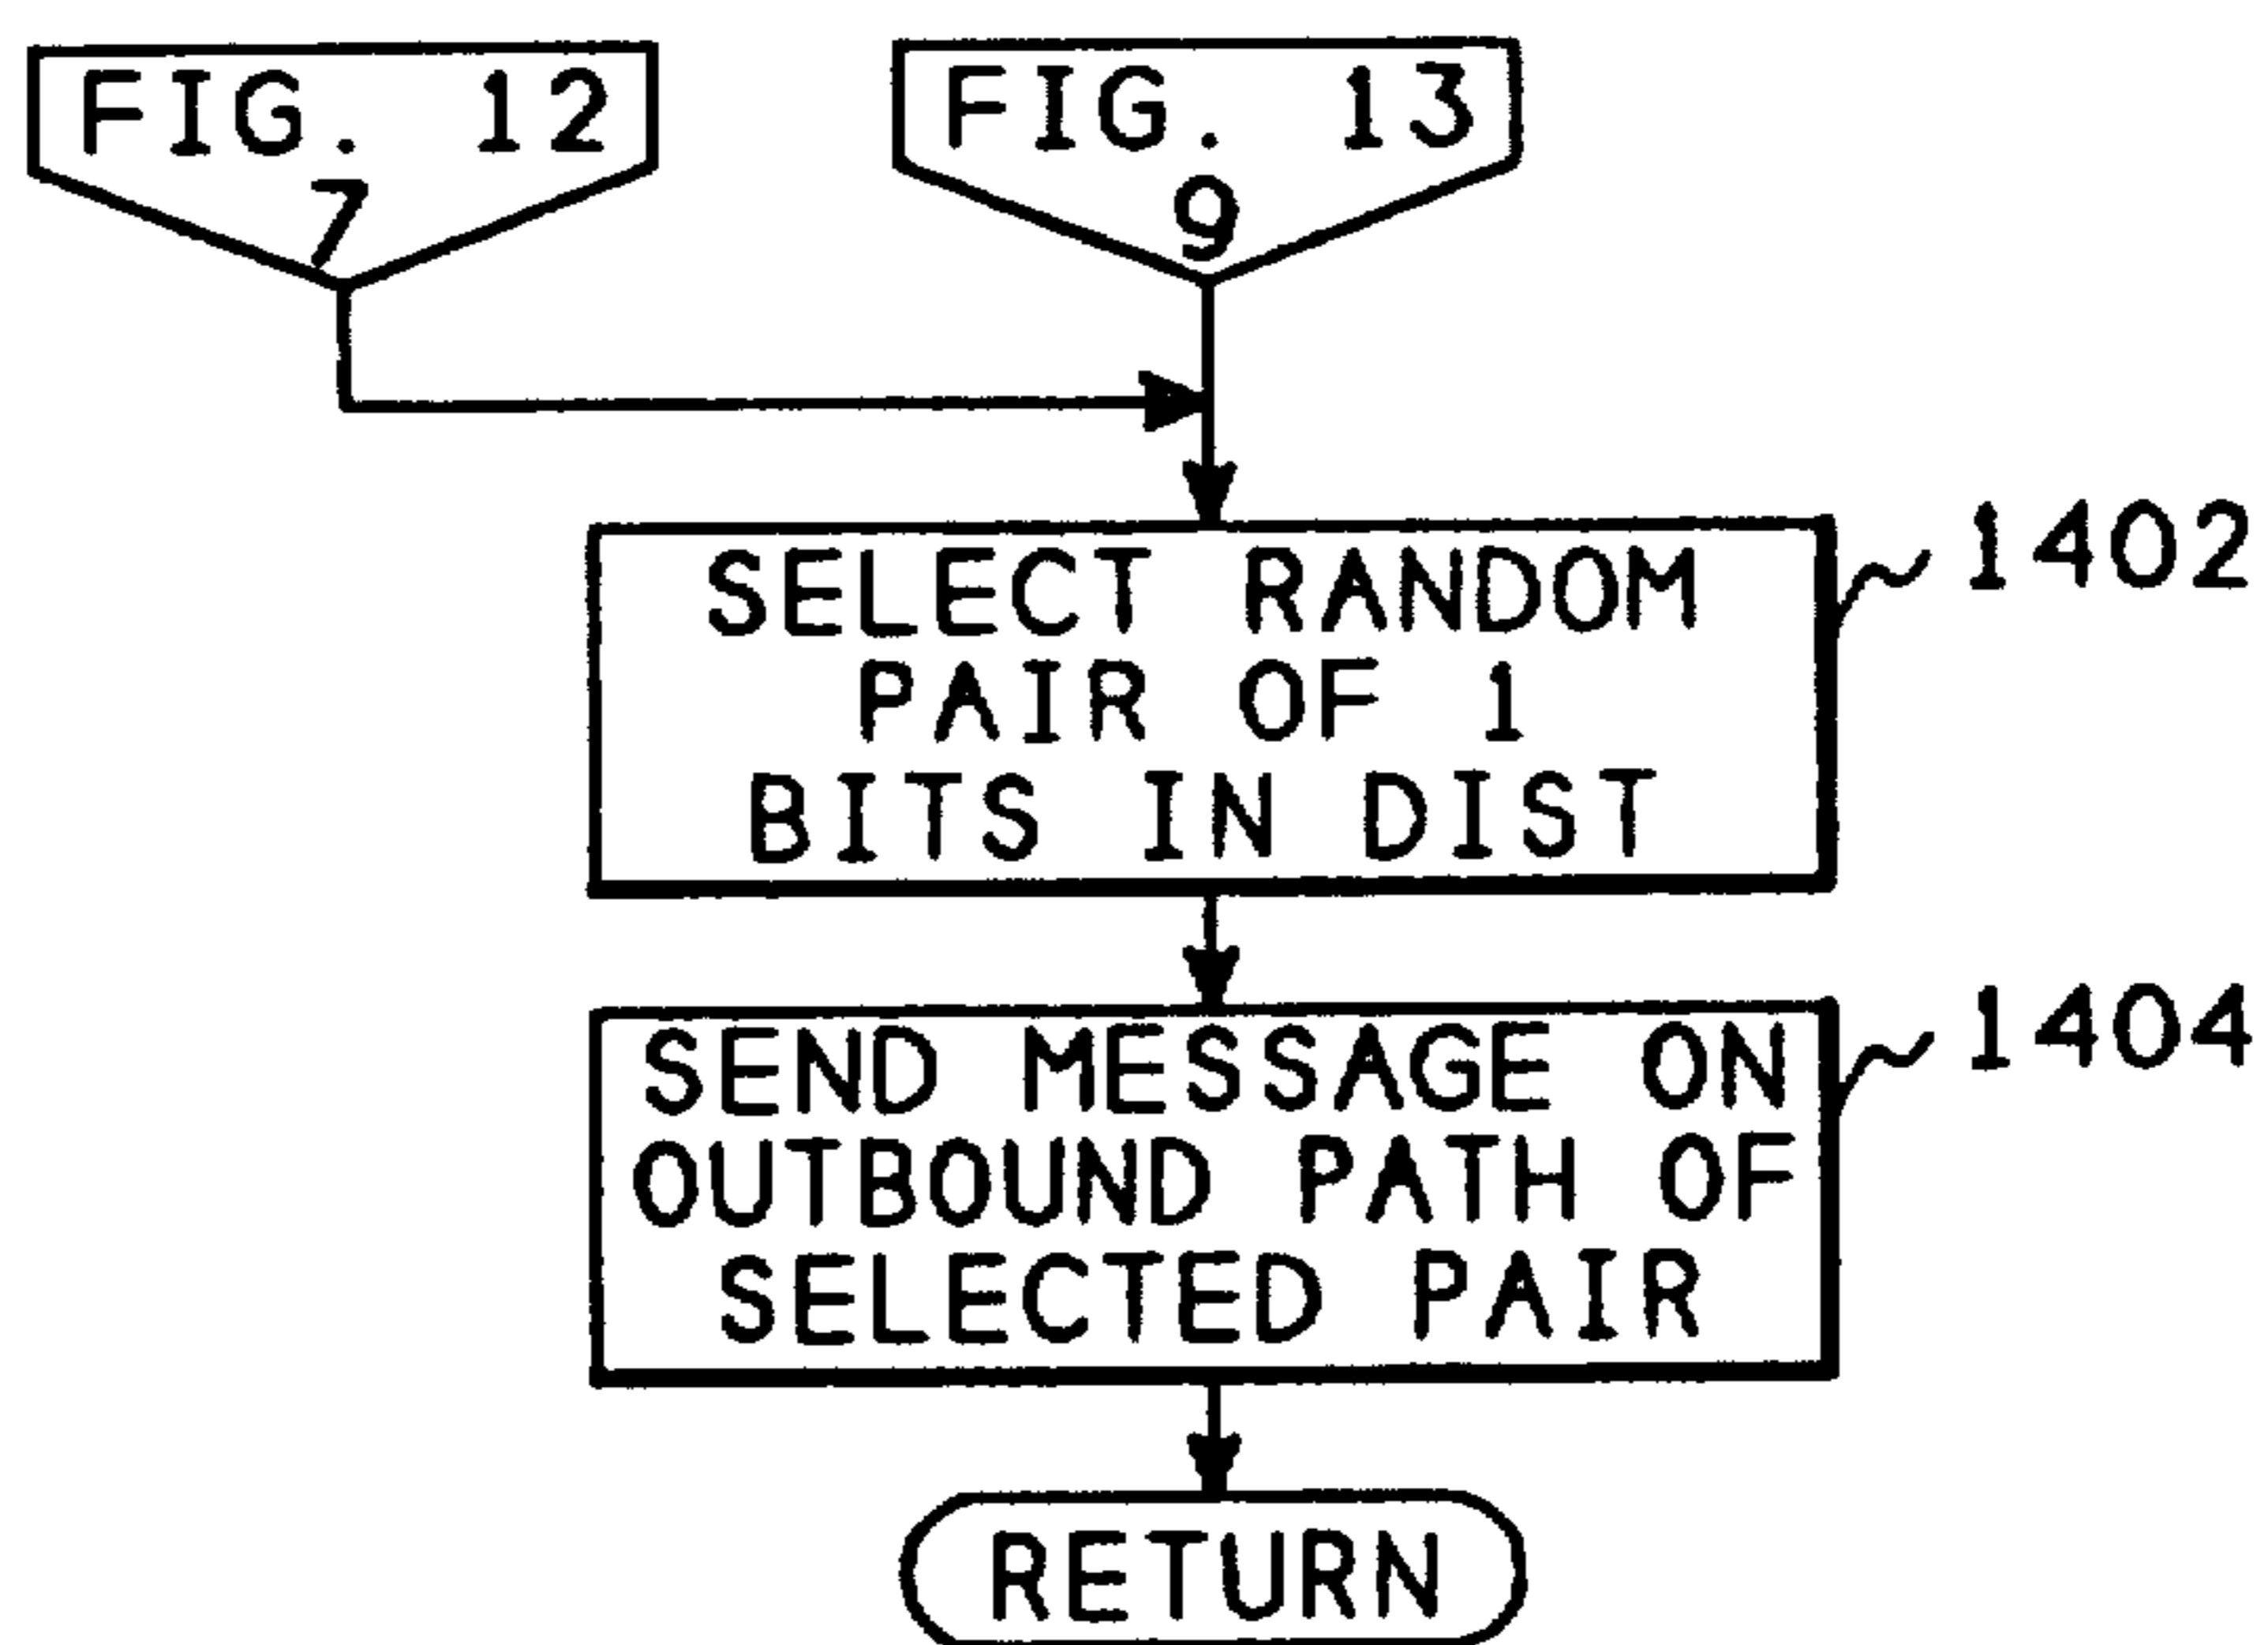 FIG. 12
7
FIG. 13
9
SELECT RANDOM
PAIR OF 1
BITS IN DIST
1402
SEND MESSAGE ON
OUTBOUND PATH OF
SELECTED PAIR
1404
RETURN